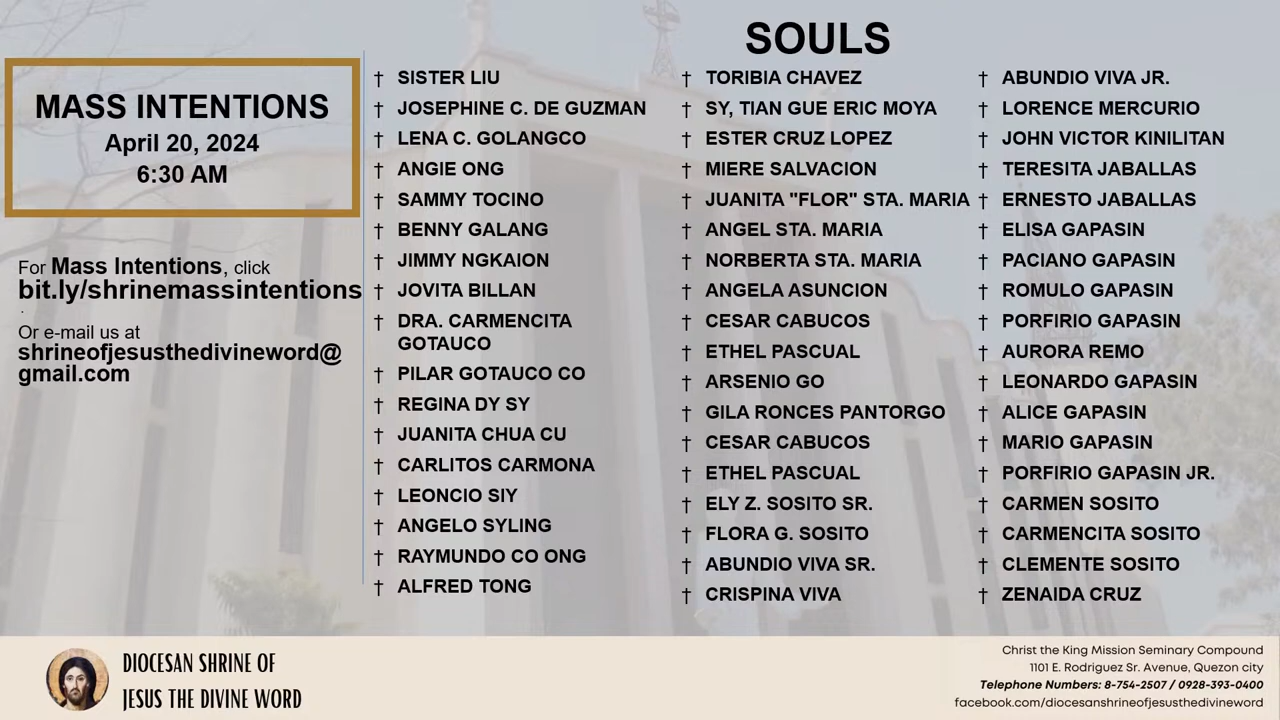 SOULS
MASS INTENTIONS
April 20, 2024
6:30 AM
For Mass Intentions, click
bit.ly/shrinemassintentions
.
Or e-mail us at
shrineofjesusthedivineword@
gmail.com
† SISTER LIU
† JOSEPHINE C. DE GUZMAN
† LENA C. GOLANGCO
† ANGIE ONG
† SAMMY TOCINO
† BENNY GALANG
† JIMMY NGKAION
† JOVITA BILLAN
† DRA. CARMENCITA
GOTAUCO
† PILAR GOTAUCO CO
† REGINA DY SY
† JUANITA CHUA CU
† CARLITOS CARMONA
† LEONCIO SIY
† ANGELO SYLING
† RAYMUNDO CO ONG
† ALFRED TONG
† TORIBIA CHAVEZ
† SY, TIAN GUE ERIC MOYA
† ESTER CRUZ LOPEZ
† MIERE SALVACION
† JUANITA "FLOR" STA. MARIA
† ANGEL STA. MARIA
† NORBERTA STA. MARIA
† ANGELA ASUNCION
† CESAR CABUCOS
† ETHEL PASCUAL
† ARSENIO GO
† GILA RONCES PANTORGO
† CESAR CABUCOS
† ETHEL PASCUAL
† ELY Z. SOSITO SR.
† FLORA G. SOSITO
† ABUNDIO VIVA SR.
† CRISPINA VIVA
† ABUNDIO VIVA JR.
† LORENCE MERCURIO
† JOHN VICTOR KINILITAN
† TERESITA JABALLAS
† ERNESTO JABALLAS
† ELISA GAPASIN
† PACIANO GAPASIN
† ROMULO GAPASIN
† PORFIRIO GAPASIN
† AURORA REMO
† LEONARDO GAPASIN
† ALICE GAPASIN
† MARIO GAPASIN
† PORFIRIO GAPASIN JR.
† CARMEN SOSITO
† CARMENCITA SOSITO
† CLEMENTE SOSITO
† ZENAIDA CRUZ
DIOCESAN SHRINE OF
JESUS THE DIVINE WORD
Christ the King Mission Seminary Compound
1101 E. Rodriguez Sr. Avenue, Quezon city
Telephone Numbers: 8-754-2507 / 0928-393-0400
facebook.com/diocesanshrineofjesusthedivineword